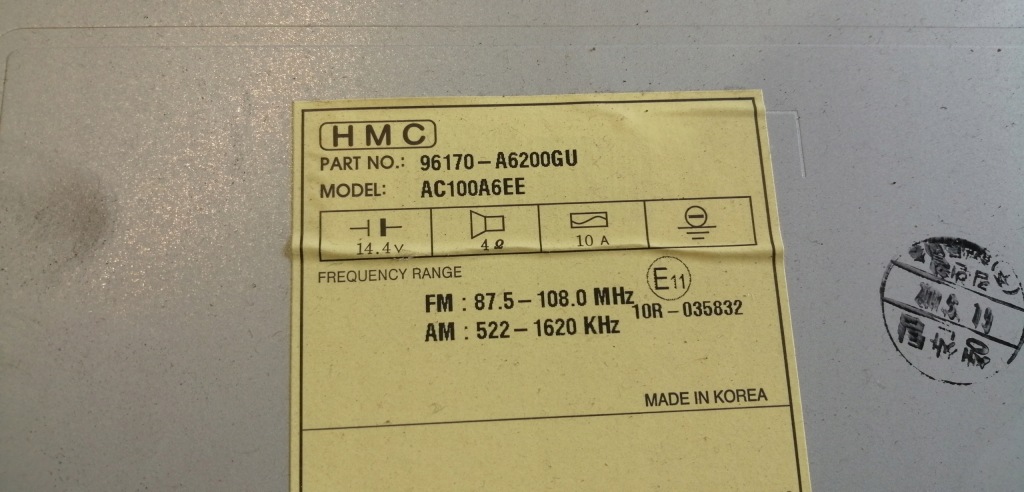 HMC
PART NO.: 96170-A6200GU
MODEL: AC100A6EE
14.4V 4Ω 10 A
FREQUENCY RANGE
E11
FM : 87.5-108.0 MHz
10R-035832
AM : 522-1620 KHz
MADE IN KOREA